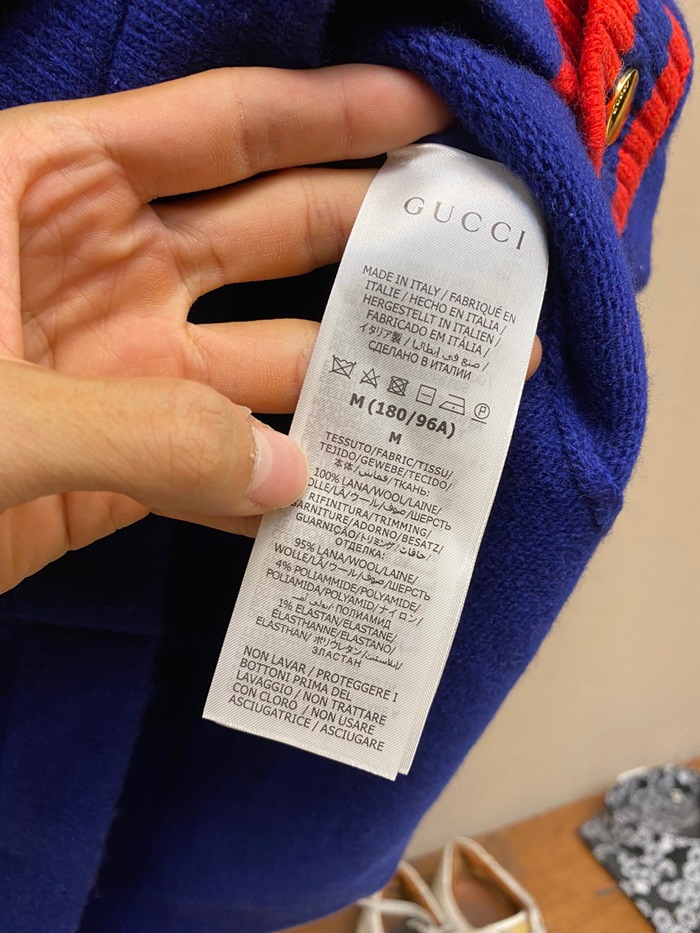 GUCCI
MADE IN ITALY / FABRIQUÉ EN
ITALIE / HECHO EN ITALIA /
HERGESTELLT IN ITALIEN /
FABRICADO EM ITÁLIA /
イタリア製 / صنع في إيطاليا /
СДЕЛАНО В ИТАЛИИ
P
M (180/96A)
M
TESSUTO/FABRIC/TISSU/
TEJIDO/GEWEBE/TECIDO/
本体/قماش/ТКАНЬ:
100% LANA/WOOL/LAINE/
WOLLE/LÃ/ウール/صوف/ШЕРСТЬ
RIFINITURA/TRIMMING/
GARNITURE/ADORNO/BESATZ/
GUARNIÇÃO/トリミング/حافات/
ОТДЕЛКА:
95% LANA/WOOL/LAINE/
WOLLE/LÃ/ウール/صوف/ШЕРСТЬ
4% POLIAMMIDE/POLYAMIDE/
POLIAMIDA/POLYAMID/ナイロン/
ПОЛИАМИД
1% ELASTAN/ELASTANE/
ÉLASTHANNE/ELASTANO/
ELASTHAN/ ポリウレタン/إيلاستين/
ЭЛАСТАН
NON LAVAR / PROTEGGERE I
BOTTONI PRIMA DEL
LAVAGGIO / NON TRATTARE
CON CLORO / NON USARE
ASCIUGATRICE / ASCIUGARE